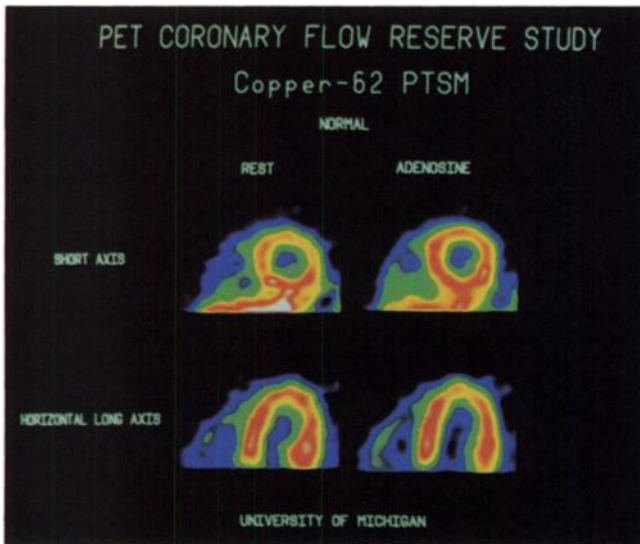 PET CORONARY FLOW RESERVE STUDY
Copper-62 PTSM
NORMAL
REST ADENOSINE
SHORT AXIS
HORIZONTAL LONG AXIS
UNIVERSITY OF MICHIGAN